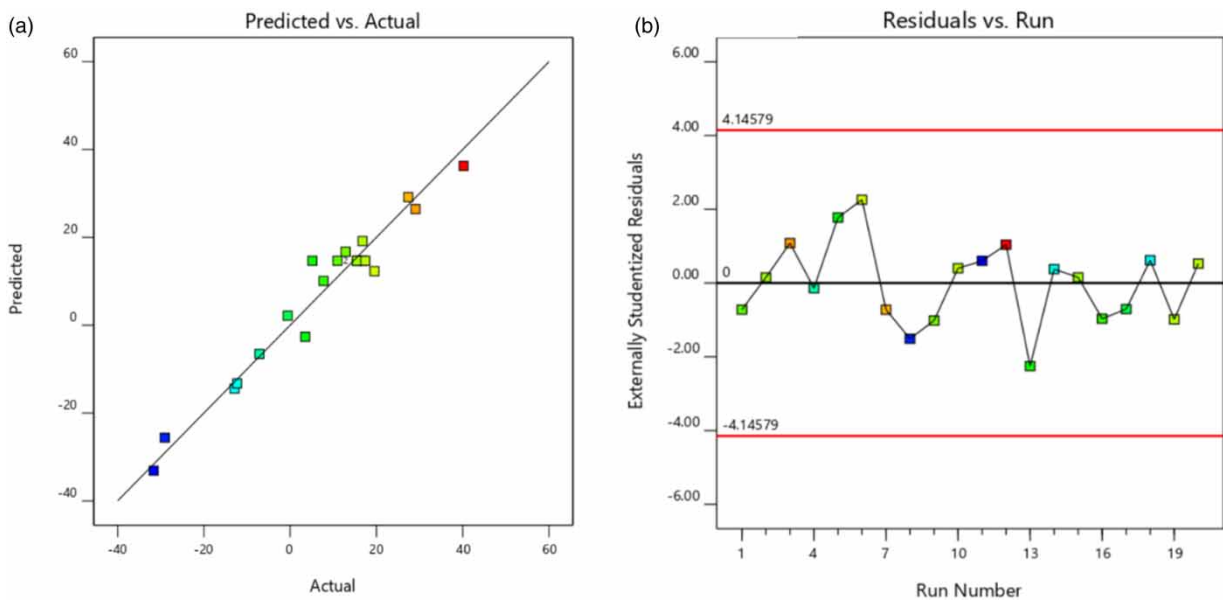 (a)
Predicted vs. Actual
60
40
20
0
-20
-40
Predicted
2
-40 -20 0 20 40 60
Actual
(b)
Residuals vs. Run
6.00
4.00
2.00
0.00
-2.00
-4.00
-6.00
Externally Studentized Residuals
4.14579
0
-4.14579
1 4 7 10 13 16 19
Run Number